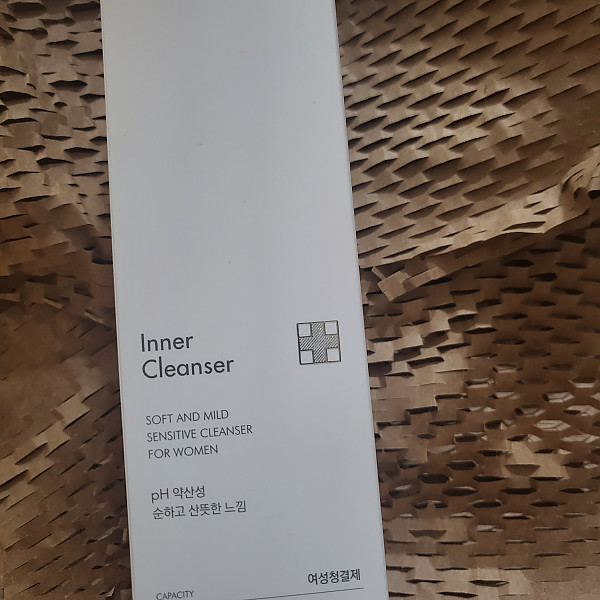 Inner
Cleanser
SOFT AND MILD
SENSITIVE CLEANSER
FOR WOMEN
pH 약산성
순하고 산뜻한 느낌
여성청결제
CAPACITY